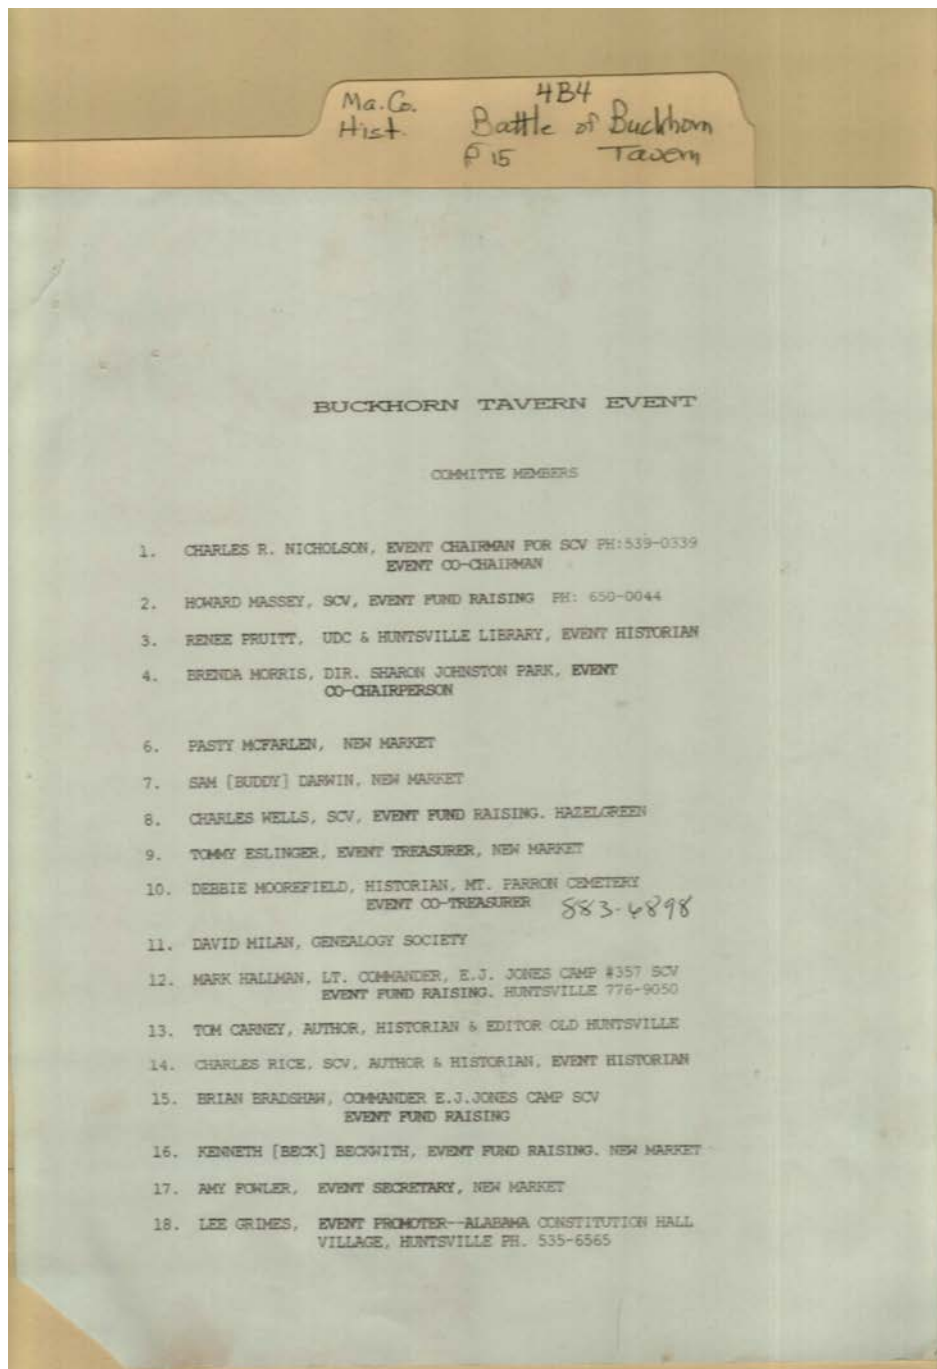 Ma.Co. 4B4
Hist. Battle of Buckhorn
F 15 Tavern
BUCKHORN TAVERN EVENT
COMMITTE MEMBERS
1. CHARLES R. NICHOLSON, EVENT CHAIRMAN FOR SCV PH:539-0339
EVENT CO-CHAIRMAN
2. HOWARD MASSEY, SCV, EVENT FUND RAISING PH: 650-0044
3. RENEE PRUITT, UDC & HUNTSVILLE LIBRARY, EVENT HISTORIAN
4. BRENDA MORRIS, DIR. SHARON JOHNSTON PARK, EVENT
CO-CHAIRPERSON
6. PASTY MCFARLEN, NEW MARKET
7. SAM [BUDDY] DARWIN, NEW MARKET
8. CHARLES WELLS, SCV, EVENT FUND RAISING. HAZELGREEN
9. TOMMY ESLINGER, EVENT TREASURER, NEW MARKET
10. DEBBIE MOOREFIELD, HISTORIAN, MT. PARRON CEMETERY
EVENT CO-TREASURER 883-6898
11. DAVID MILAN, GENEALOGY SOCIETY
12. MARK HALLMAN, LT. COMMANDER, E.J. JONES CAMP #357 SCV
EVENT FUND RAISING. HUNTSVILLE 776-9050
13. TOM CARNEY, AUTHOR, HISTORIAN & EDITOR OLD HUNTSVILLE
14. CHARLES RICE, SCV, AUTHOR & HISTORIAN, EVENT HISTORIAN
15. BRIAN BRADSHAW, COMMANDER E.J.JONES CAMP SCV
EVENT FUND RAISING
16. KENNETH [BECK] BECKWITH, EVENT FUND RAISING. NEW MARKET
17. AMY FOWLER, EVENT SECRETARY, NEW MARKET
18. LEE GRIMES, EVENT PROMOTER--ALABAMA CONSTITUTION HALL
VILLAGE, HUNTSVILLE PH. 535-6565